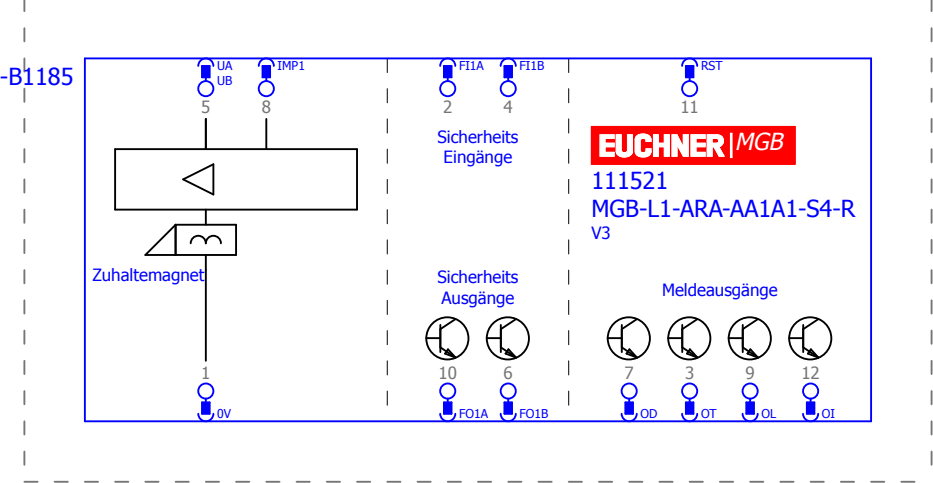 -B1185
UA
UB
IMP1
FI1A
FI1B
RST
5
8
2
4
11
Sicherheits
Eingänge
EUCHNER|MGB
111521
MGB-L1-ARA-AA1A1-S4-R
V3
Zuhaltemagnet
Sicherheits
Ausgänge
Meldeausgänge
1
10
6
7
3
9
12
0V
FO1A
FO1B
OD
OT
OL
OI